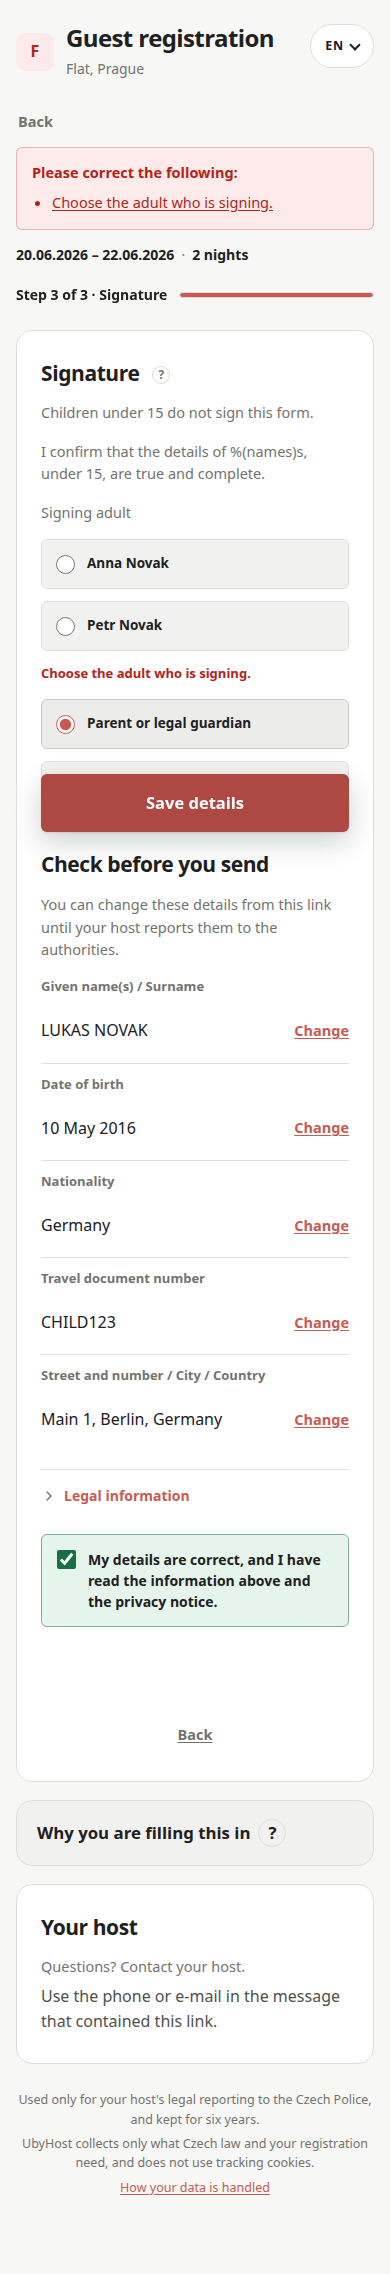 F
Guest registration
Flat, Prague
EN
Back
Please correct the following:
• Choose the adult who is signing.
20.06.2026 – 22.06.2026 · 2 nights
Step 3 of 3 · Signature
Signature ?
Children under 15 do not sign this form.
I confirm that the details of %(names)s,
under 15, are true and complete.
Signing adult
Anna Novak
Petr Novak
Choose the adult who is signing.
Parent or legal guardian
Save details
Check before you send
You can change these details from this link
until your host reports them to the
authorities.
Given name(s) / Surname
LUKAS NOVAK Change
Date of birth
10 May 2016 Change
Nationality
Germany Change
Travel document number
CHILD123 Change
Street and number / City / Country
Main 1, Berlin, Germany Change
Legal information
My details are correct, and I have
read the information above and
the privacy notice.
Back
Why you are filling this in ?
Your host
Questions? Contact your host.
Use the phone or e-mail in the message
that contained this link.
Used only for your host's legal reporting to the Czech Police,
and kept for six years.
UbyHost collects only what Czech law and your registration
need, and does not use tracking cookies.
How your data is handled